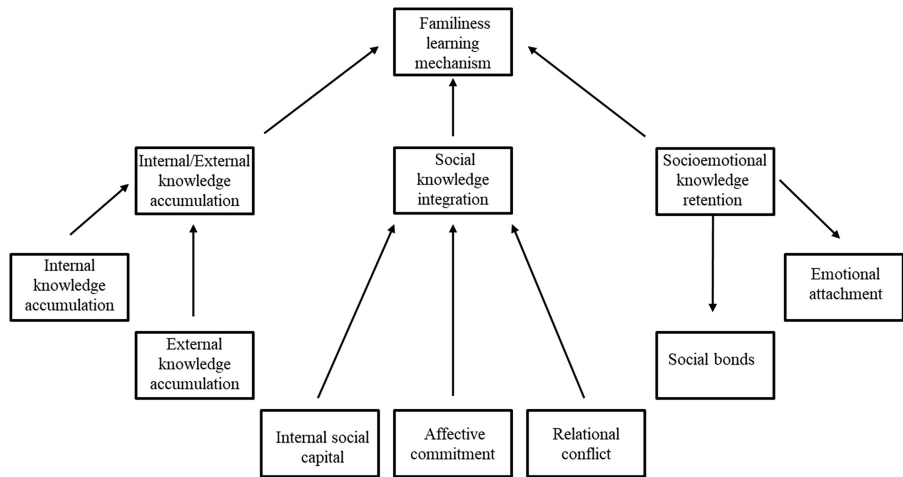 Familiness
learning
mechanism
Internal/External
knowledge
accumulation
Social
knowledge
integration
Socioemotional
knowledge
retention
Internal
knowledge
accumulation
Emotional
attachment
External
knowledge
accumulation
Social bonds
Internal social
capital
Affective
commitment
Relational
conflict